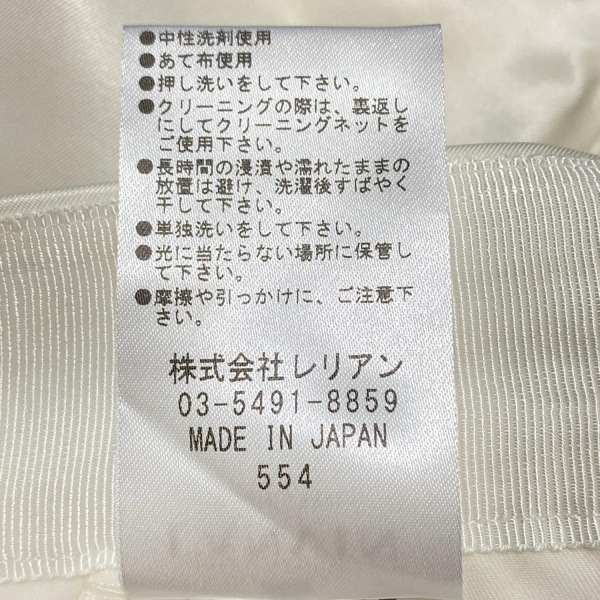 ●中性洗剤使用
●あて布使用
●押し洗いをして下さい。
●クリーニングの際は、裏返し
にしてクリーニングネットを
ご使用下さい。
●長時間の浸漬や濡れたままの
放置は避け、洗濯後すばやく
干して下さい。
●単独洗いをして下さい。
●光に当たらない場所に保管し
て下さい。
●摩擦や引っかけに、ご注意下
さい。
株式会社レリアン
03-5491-8859
MADE IN JAPAN
554